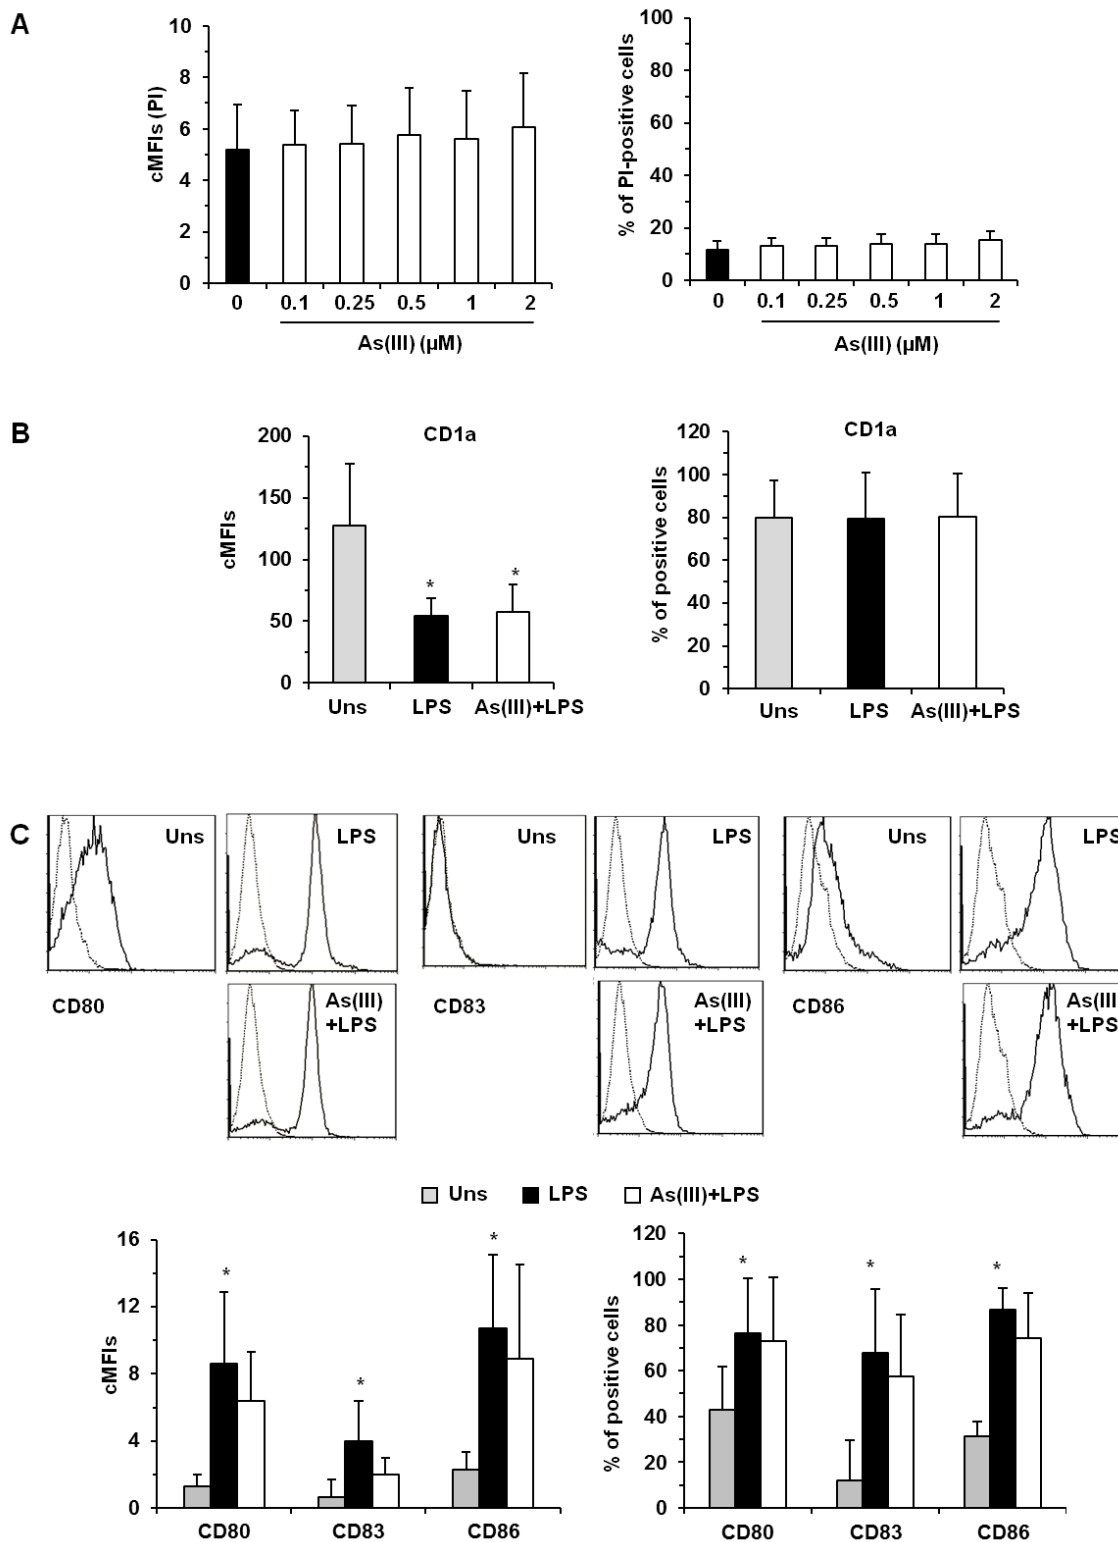 A
cMFIs (PI)
10
8
6
4
2
0
0 0.1 0.25 0.5 1 2
As(III) (µM)
% of PI-positive cells
100
80
60
40
20
0
0 0.1 0.25 0.5 1 2
As(III) (µM)
B
CD1a
cMFIs
200
150
100
50
0
* *
Uns LPS As(III)+LPS
CD1a
% of positive cells
120
100
80
60
40
20
0
Uns LPS As(III)+LPS
C
Uns LPS Uns LPS Uns LPS
CD80 As(III) CD83 As(III) CD86 As(III
+LPS +LPS +LPS
Uns LPS As(III)+LPS
cMFIs
16
12
8
4
0
* * *
CD80 CD83 CD86
% of positive cells
120
100
80
60
40
20
0
* * *
CD80 CD83 CD86